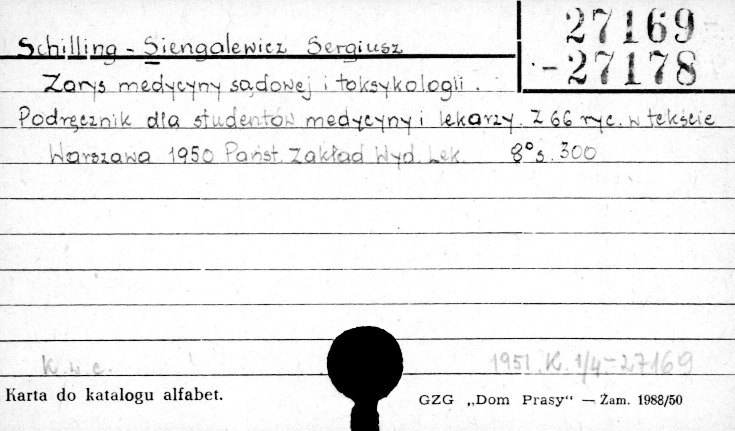 27169
-27178
Schilling-Siengalewicz Sergiusz
Zarys medycyny sądowej i toksykologii.
Podręcznik dla studentów medycyny i lekarzy. Z 66 ryc. w tekście
Warszawa 1950 Państ. Zakład Wyd. Lek. 8° s. 300
K. w. c. 1951. K. 1/4-27169
Karta do katalogu alfabet.
GZG „Dom Prasy“ — Żam. 1988/50